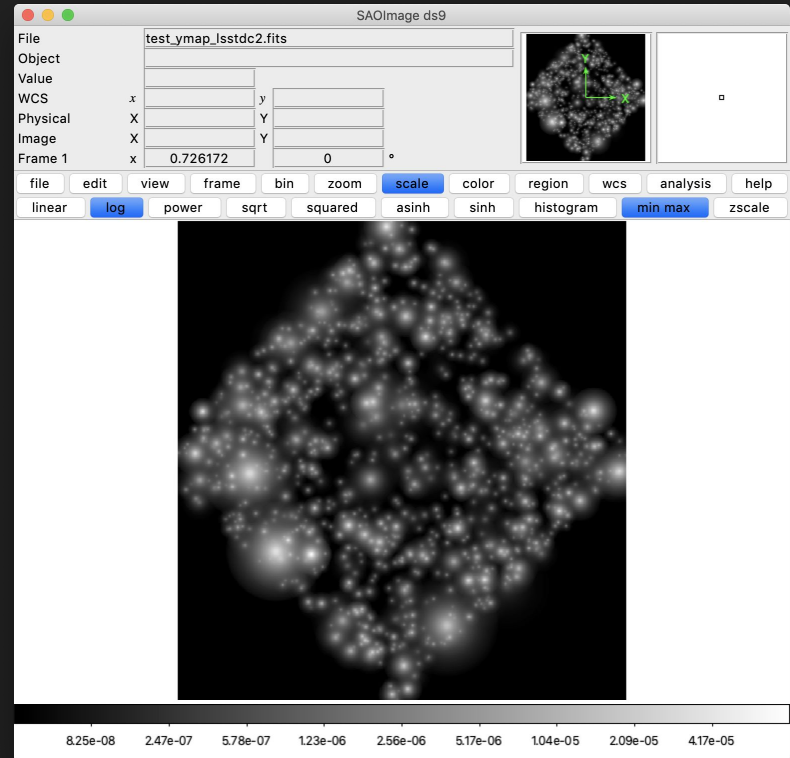 SAOImage ds9
File test_ymap_lsstdc2.fits
Object
Value
WCS x y
Physical X Y
Image X Y
Frame 1 x 0.726172 0 °
Y
X
file edit view frame bin zoom scale color region wcs analysis help
linear log power sqrt squared asinh sinh histogram min max zscale
8.25e-08 2.47e-07 5.78e-07 1.23e-06 2.56e-06 5.17e-06 1.04e-05 2.09e-05 4.17e-05